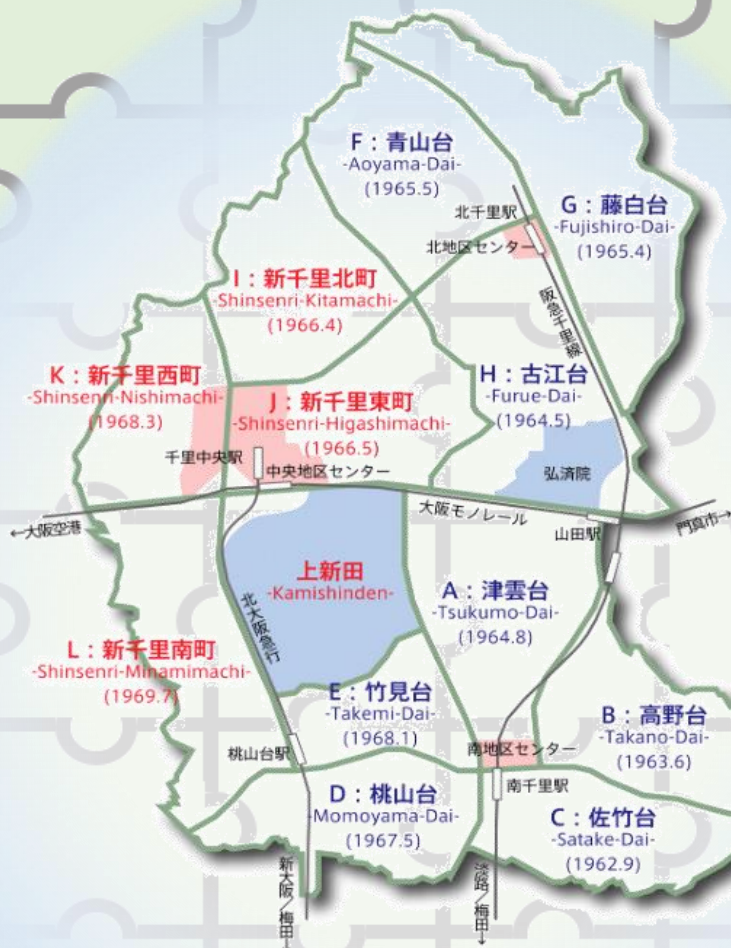 F：青山台
-Aoyama-Dai-
(1965.5)
北千里駅
北地区センター
G：藤白台
-Fujishiro-Dai-
(1965.4)
阪急千里線
I：新千里北町
-Shinsenri-Kitamachi-
(1966.4)
K：新千里西町
-Shinsenri-Nishimachi-
(1968.3)
J：新千里東町
-Shinsenri-Higashimachi-
(1966.5)
H：古江台
-Furue-Dai-
(1964.5)
千里中央駅
中央地区センター
弘済院
大阪モノレール
←大阪空港
山田駅
門真市→
上新田
-Kamishinden-
北大阪急行
A：津雲台
-Tsukumo-Dai-
(1964.8)
L：新千里南町
-Shinsenri-Minamimachi-
(1969.7)
E：竹見台
-Takemi-Dai-
(1968.1)
B：高野台
-Takano-Dai-
(1963.6)
桃山台駅
南地区センター
南千里駅
D：桃山台
-Momoyama-Dai-
(1967.5)
C：佐竹台
-Satake-Dai-
(1962.9)
新大阪／梅田→
淡路／梅田→